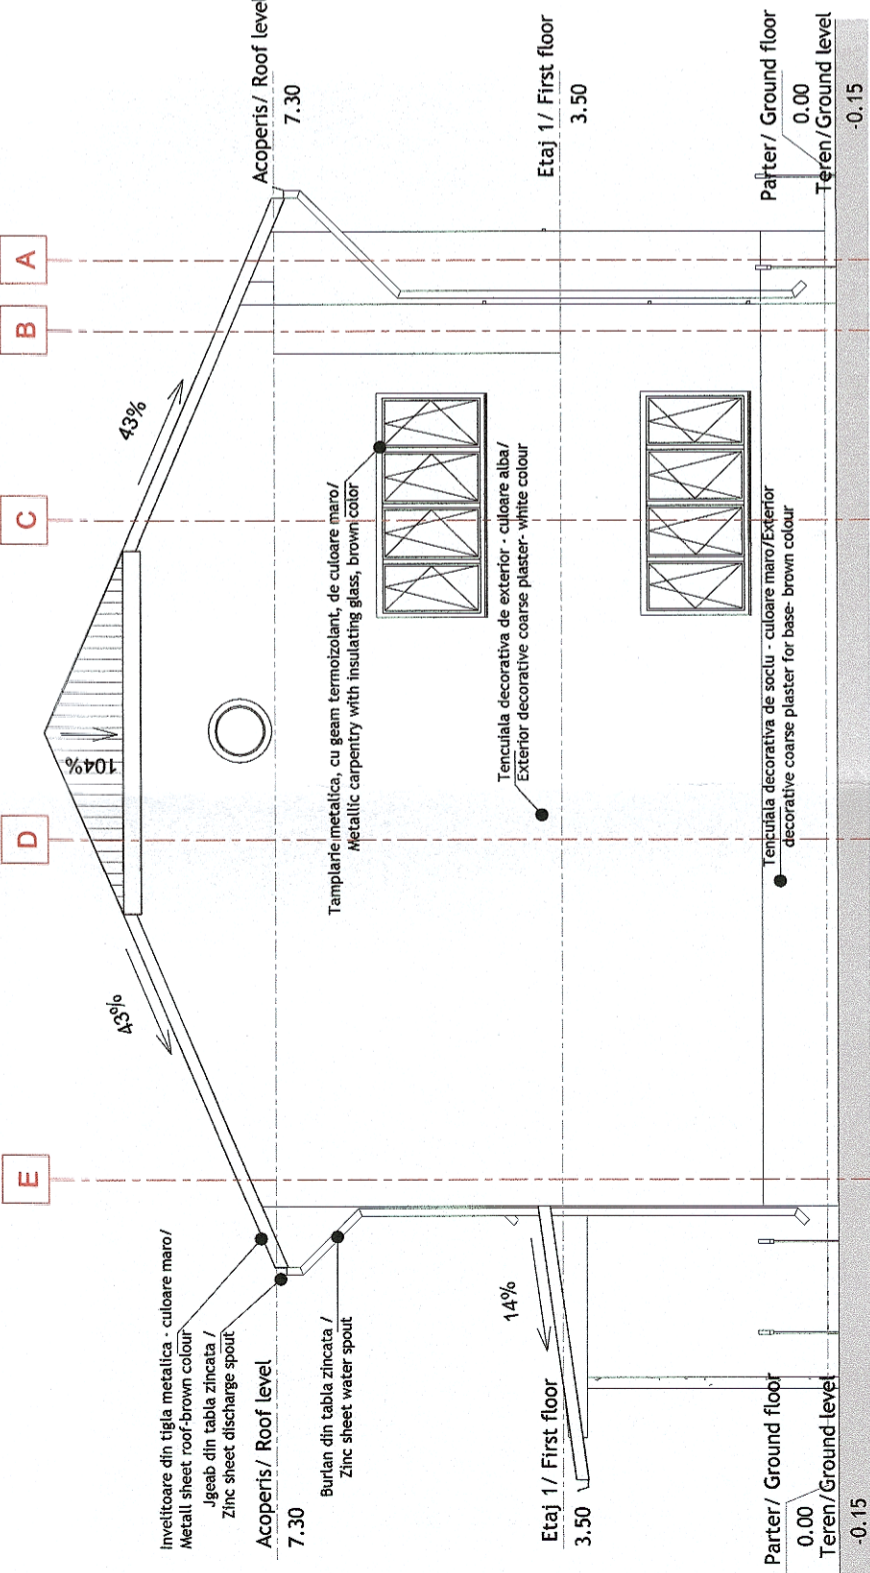 E
D
C
B
A
43%
104%
43%
Invelitoare din tigla metalica - culoare maro/
Metall sheet roof-brown colour
Jgeab din tabla zincata /
Zinc sheet discharge spout
Acoperis/ Roof level
7.30
Burlan din tabla zincata /
Zinc sheet water spout
Acoperis/ Roof level
7.30
Tamplarie metalica, cu geam termoizolant, de culoare maro/
Metallic carpentry with insulating glass, brown color
14%
Tencuiala decorativa de exterior - culoare alba/
Exterior decorative coarse plaster- white colour
Etaj 1/ First floor
3.50
Etaj 1/ First floor
3.50
Tencuiala decorativa de soclu - culoare maro/Exterior
decorative coarse plaster for base- brown colour
Parter/ Ground floor
0.00
Teren/Ground level
-0.15
Parter/ Ground floor
0.00
Teren/Ground level
-0.15